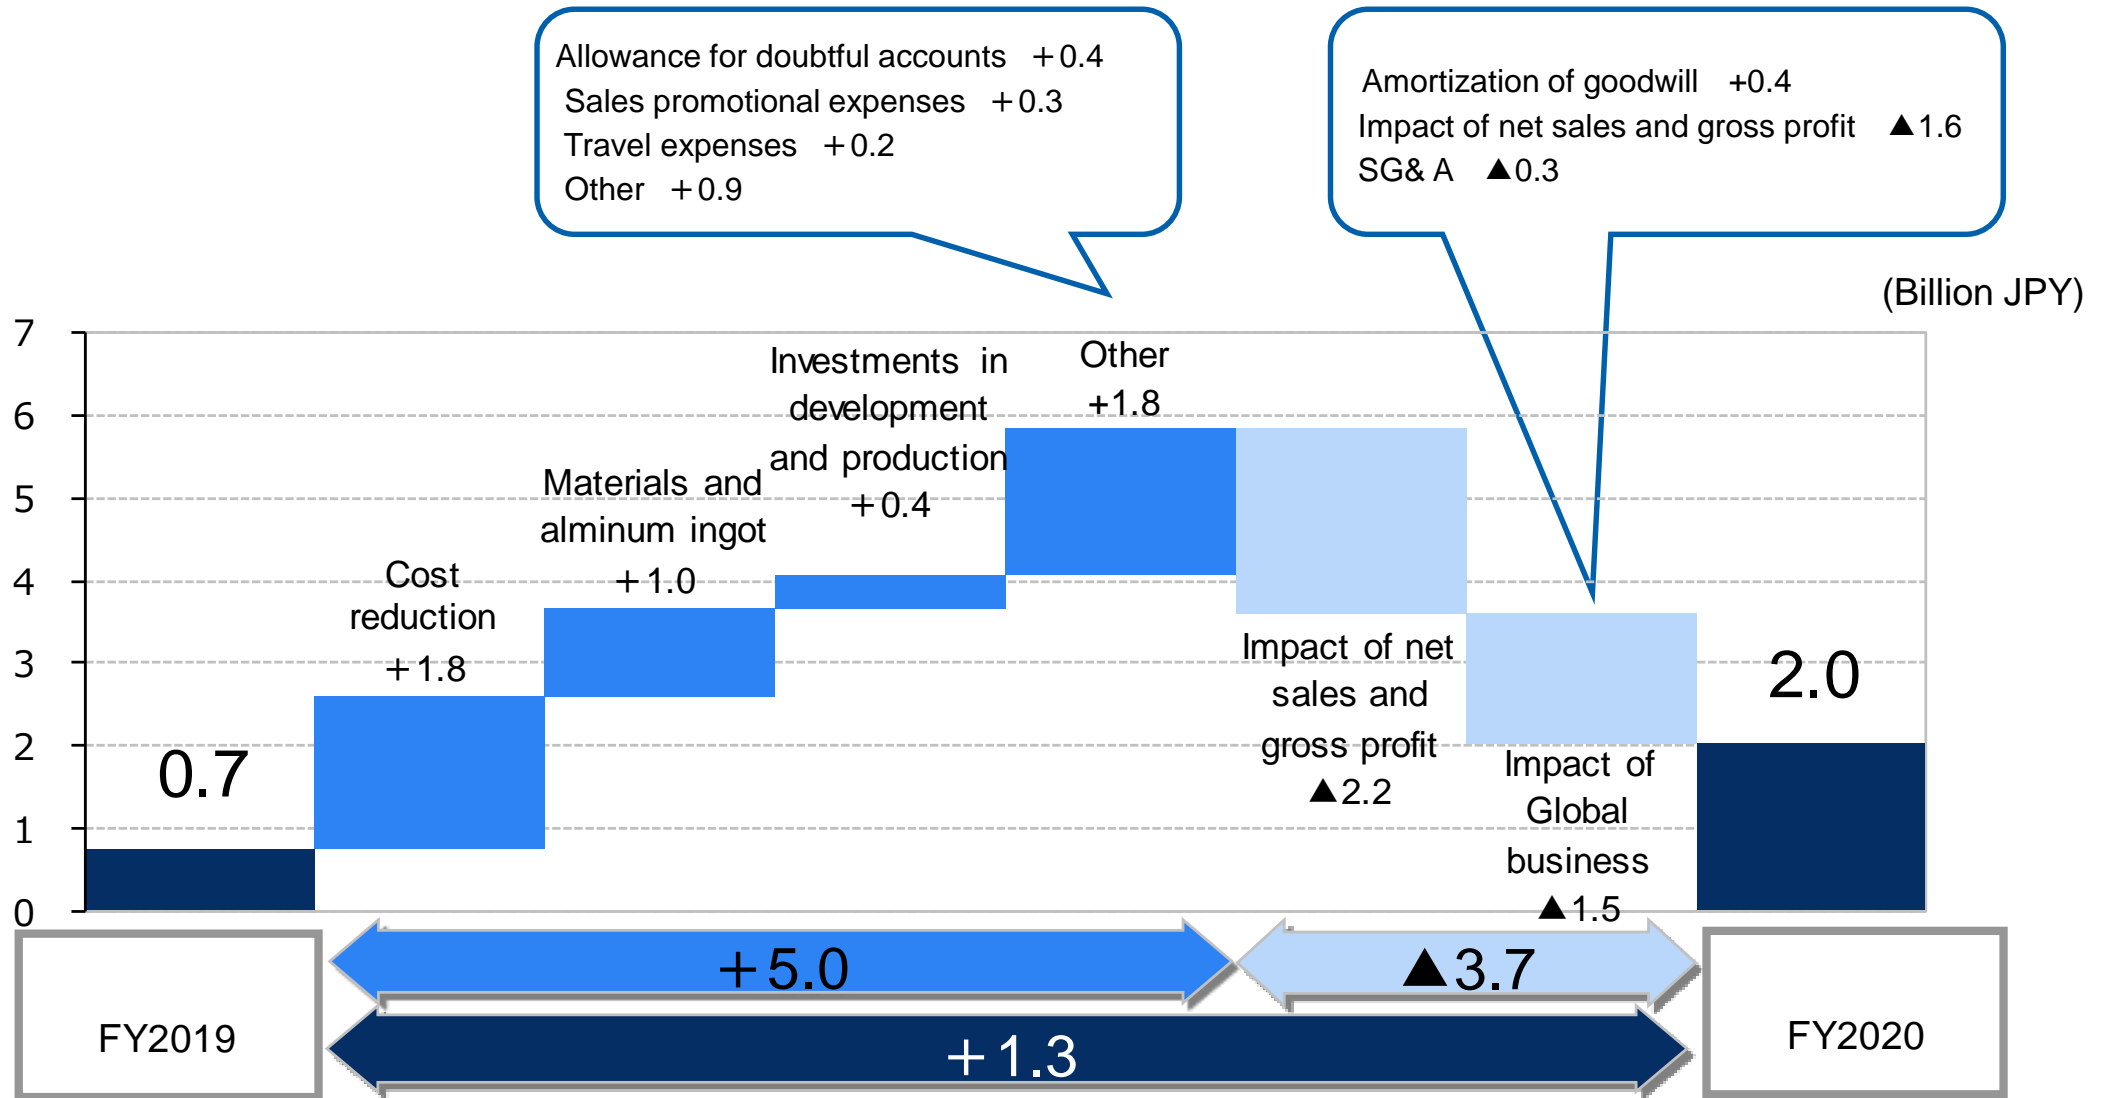 Allowance for doubtful accounts ＋0.4
Sales promotional expenses ＋0.3
Travel expenses ＋0.2
Other ＋0.9
Amortization of goodwill +0.4
Impact of net sales and gross profit ▲1.6
SG& A ▲0.3
(Billion JPY)
7
6
5
4
3
2
1
0
0.7
Cost
reduction
＋1.8
Materials and
alminum ingot
＋1.0
Investments in
development
and production
＋0.4
Other
+1.8
Impact of net
sales and
gross profit
▲2.2
Impact of
Global
business
▲1.5
2.0
FY2019
＋5.0
▲3.7
＋1.3
FY2020